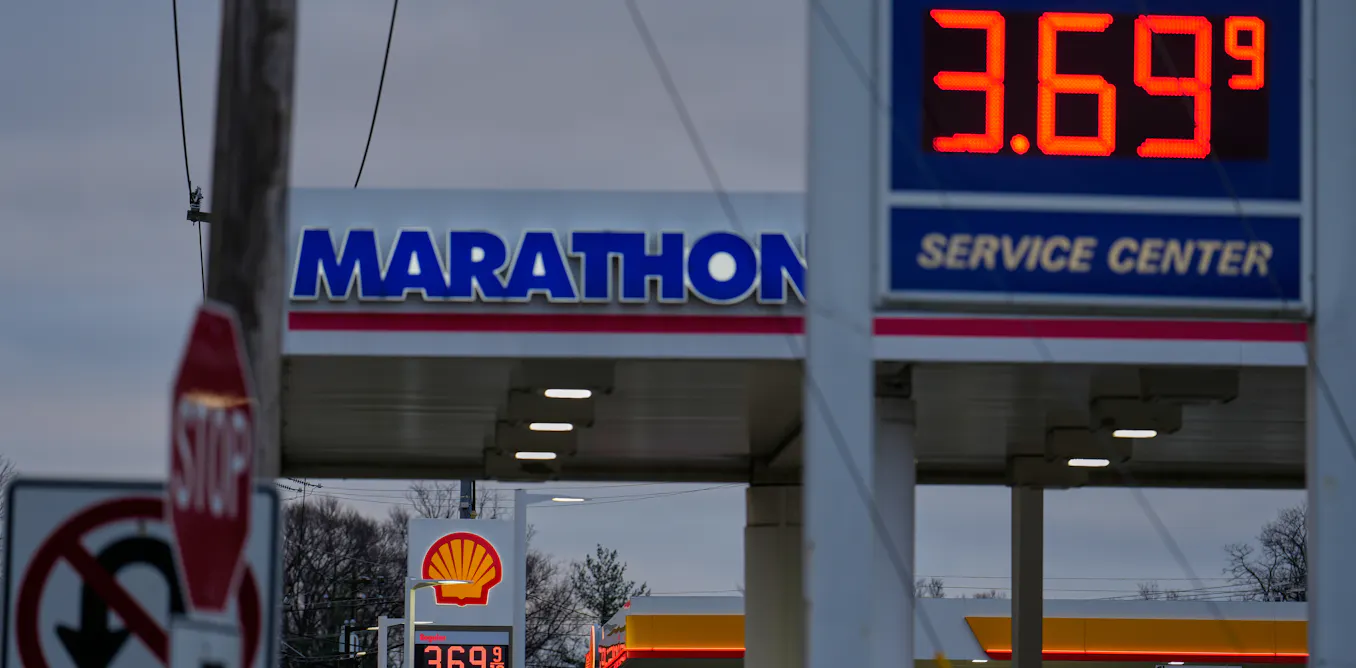 3.69 9
MARATHON
SERVICE CENTER
STOP
Regular
3.69 9